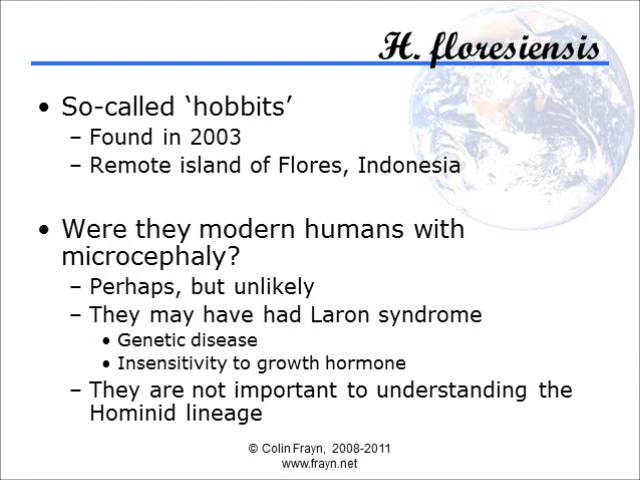 H. floresiensis
• So-called ‘hobbits’
– Found in 2003
– Remote island of Flores, Indonesia
• Were they modern humans with
microcephaly?
– Perhaps, but unlikely
– They may have had Laron syndrome
• Genetic disease
• Insensitivity to growth hormone
– They are not important to understanding the
Hominid lineage
© Colin Frayn, 2008-2011
www.frayn.net